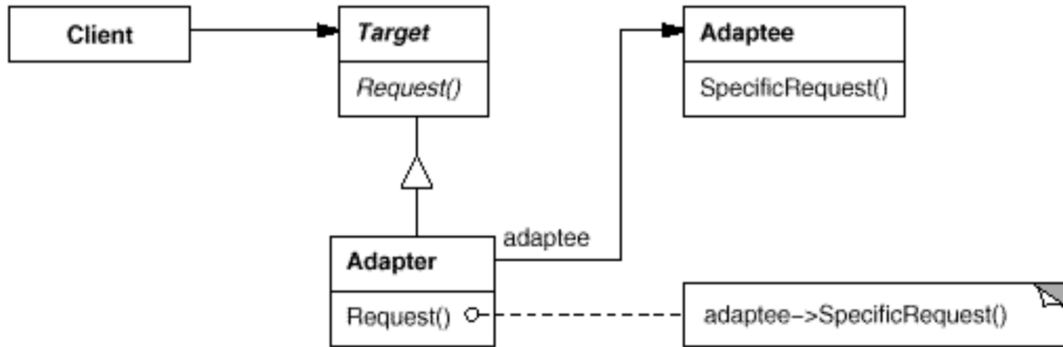 Client
Target
Request()
Adaptee
SpecificRequest()
adaptee
Adapter
Request()
adaptee->SpecificRequest()